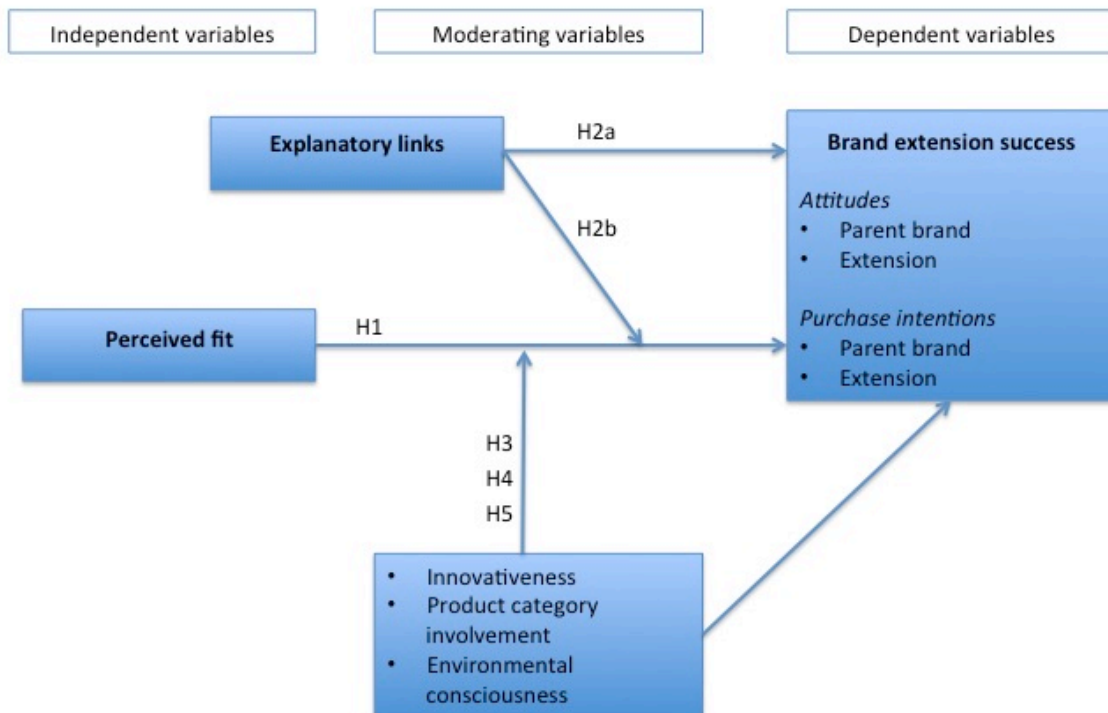 Independent variables
Moderating variables
Dependent variables
Explanatory links
H2a
H2b
Perceived fit
H1
Brand extension success
Attitudes
• Parent brand
• Extension
Purchase intentions
• Parent brand
• Extension
H3
H4
H5
• Innovativeness
• Product category
involvement
• Environmental
consciousness